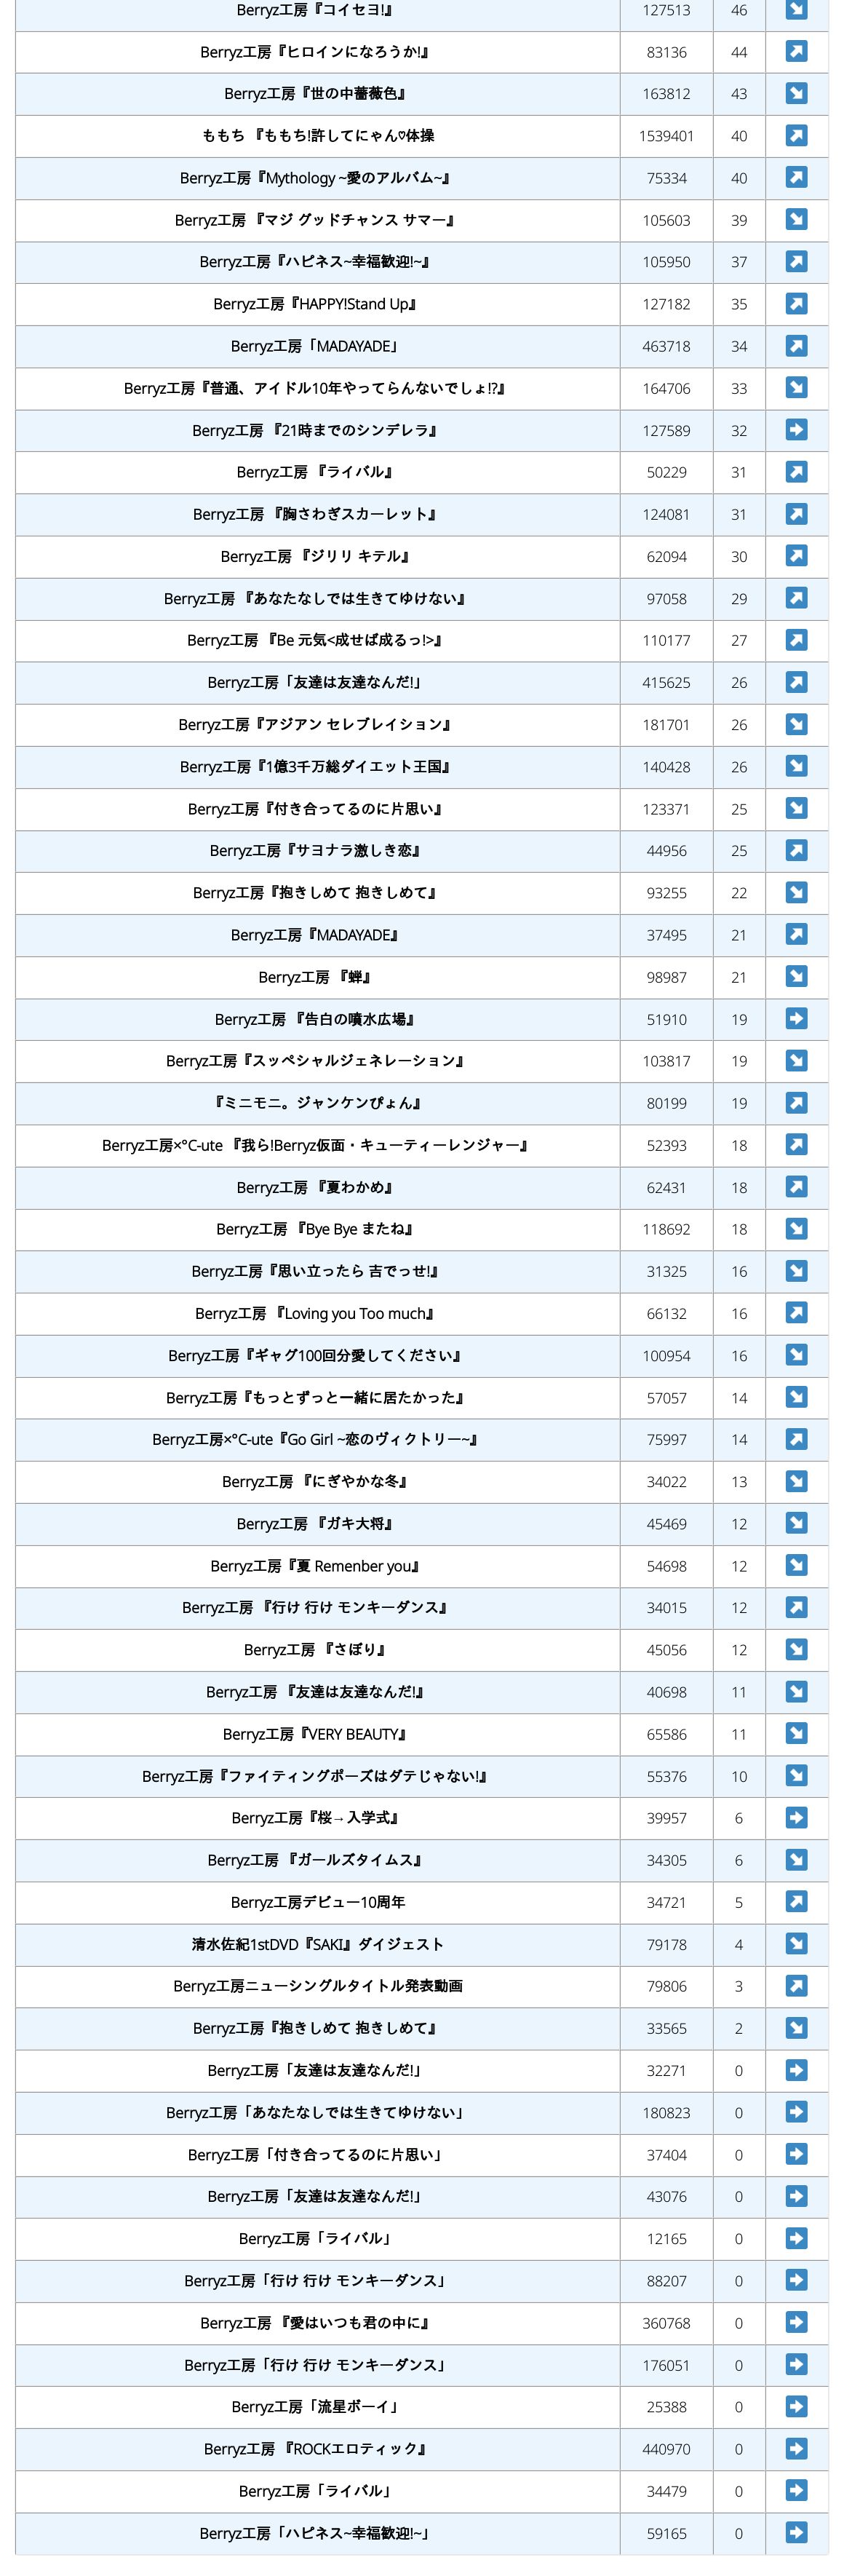 Berryz工房『コイセヨ!』 127513 46 ↘
Berryz工房『ヒロインになろうか!』 83136 44 ↗
Berryz工房『世の中薔薇色』 163812 43 ↘
ももち 『ももち!許してにゃん♡体操 1539401 40 ↗
Berryz工房『Mythology ~愛のアルバム~』 75334 40 ↗
Berryz工房 『マジ グッドチャンス サマー』 105603 39 ↘
Berryz工房『ハピネス~幸福歓迎!~』 105950 37 ↗
Berryz工房『HAPPY!Stand Up』 127182 35 ↗
Berryz工房「MADAYADE」 463718 34 ↗
Berryz工房『普通、アイドル10年やってらんないでしょ!?』 164706 33 ↘
Berryz工房 『21時までのシンデレラ』 127589 32 ➡
Berryz工房 『ライバル』 50229 31 ↗
Berryz工房 『胸さわぎスカーレット』 124081 31 ↗
Berryz工房 『ジリリ キテル』 62094 30 ↗
Berryz工房 『あなたなしでは生きてゆけない』 97058 29 ↗
Berryz工房 『Be 元気<成せば成るっ!>』 110177 27 ↗
Berryz工房「友達は友達なんだ!」 415625 26 ↗
Berryz工房『アジアン セレブレイション』 181701 26 ↘
Berryz工房『1億3千万総ダイエット王国』 140428 26 ↘
Berryz工房『付き合ってるのに片思い』 123371 25 ↘
Berryz工房『サヨナラ激しき恋』 44956 25 ↗
Berryz工房『抱きしめて 抱きしめて』 93255 22 ↘
Berryz工房『MADAYADE』 37495 21 ↗
Berryz工房 『蝉』 98987 21 ↘
Berryz工房 『告白の噴水広場』 51910 19 ➡
Berryz工房『スッペシャルジェネレ〜ション』 103817 19 ↘
『ミニモニ。ジャンケンぴょん』 80199 19 ↗
Berryz工房×°C-ute 『我ら!Berryz仮面・キューティーレンジャー』 52393 18 ↗
Berryz工房 『夏わかめ』 62431 18 ↗
Berryz工房 『Bye Bye またね』 118692 18 ↘
Berryz工房『思い立ったら 吉でっせ!』 31325 16 ↘
Berryz工房 『Loving you Too much』 66132 16 ↗
Berryz工房『ギャグ100回分愛してください』 100954 16 ↘
Berryz工房『もっとずっと一緒に居たかった』 57057 14 ↘
Berryz工房×°C-ute『Go Girl ~恋のヴィクトリー~』 75997 14 ↗
Berryz工房 『にぎやかな冬』 34022 13 ↘
Berryz工房 『ガキ大将』 45469 12 ↘
Berryz工房『夏 Remenber you』 54698 12 ↘
Berryz工房 『行け 行け モンキーダンス』 34015 12 ↗
Berryz工房 『さぼり』 45056 12 ↘
Berryz工房 『友達は友達なんだ!』 40698 11 ↘
Berryz工房『VERY BEAUTY』 65586 11 ↘
Berryz工房『ファイティングポーズはダテじゃない!』 55376 10 ↘
Berryz工房『桜→入学式』 39957 6 ➡
Berryz工房 『ガールズタイムス』 34305 6 ↘
Berryz工房デビュー10周年 34721 5 ↗
清水佐紀1stDVD『SAKI』ダイジェスト 79178 4 ↘
Berryz工房ニューシングルタイトル発表動画 79806 3 ↗
Berryz工房『抱きしめて 抱きしめて』 33565 2 ↘
Berryz工房「友達は友達なんだ!」 32271 0 ➡
Berryz工房「あなたなしでは生きてゆけない」 180823 0 ➡
Berryz工房「付き合ってるのに片思い」 37404 0 ➡
Berryz工房「友達は友達なんだ!」 43076 0 ➡
Berryz工房「ライバル」 12165 0 ➡
Berryz工房「行け 行け モンキーダンス」 88207 0 ➡
Berryz工房 『愛はいつも君の中に』 360768 0 ➡
Berryz工房「行け 行け モンキーダンス」 176051 0 ➡
Berryz工房「流星ボーイ」 25388 0 ➡
Berryz工房 『ROCKエロティック』 440970 0 ➡
Berryz工房「ライバル」 34479 0 ➡
Berryz工房「ハピネス~幸福歓迎!~」 59165 0 ➡